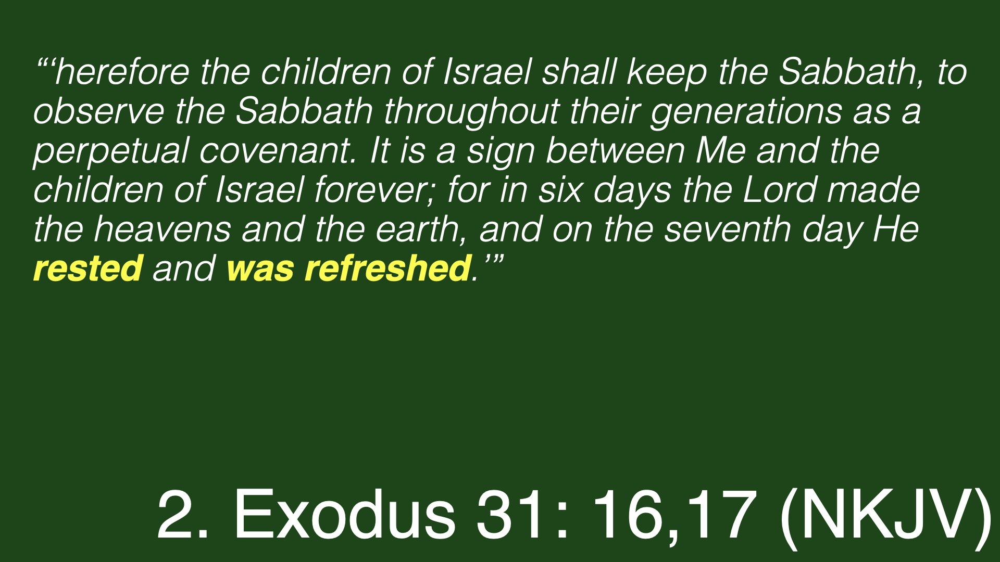 “‘herefore the children of Israel shall keep the Sabbath, to
observe the Sabbath throughout their generations as a
perpetual covenant. It is a sign between Me and the
children of Israel forever; for in six days the Lord made
the heavens and the earth, and on the seventh day He
rested and was refreshed.’”
2. Exodus 31: 16,17 (NKJV)